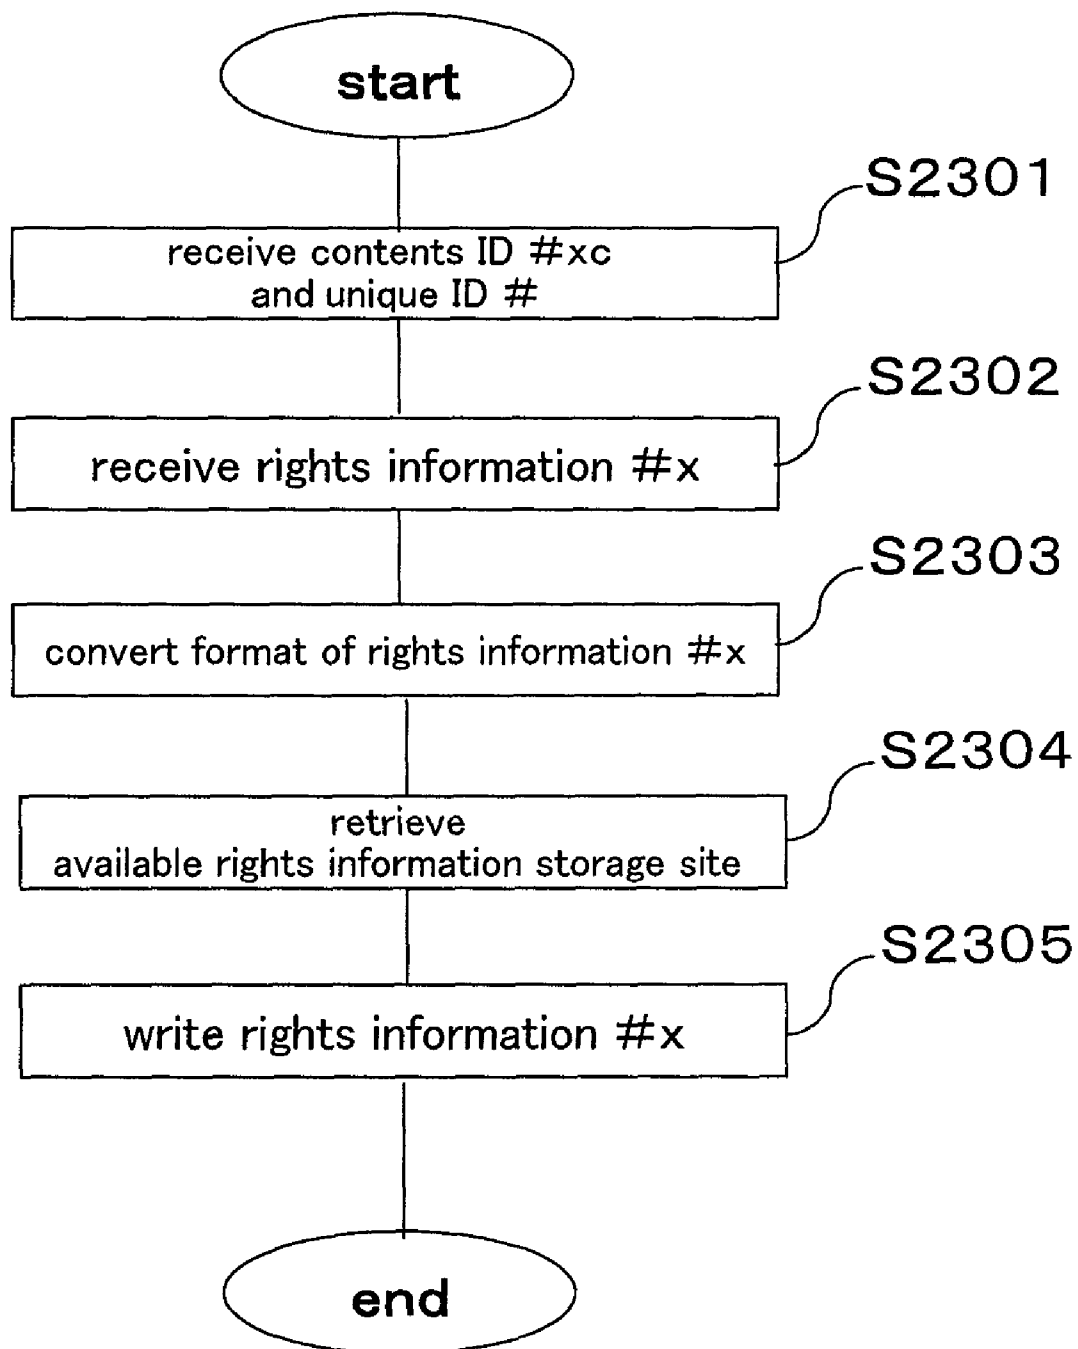 start
S2301
receive contents ID #xc
and unique ID #
S2302
receive rights information #x
S2303
convert format of rights information #x
S2304
retrieve
available rights information storage site
S2305
write rights information #x
end